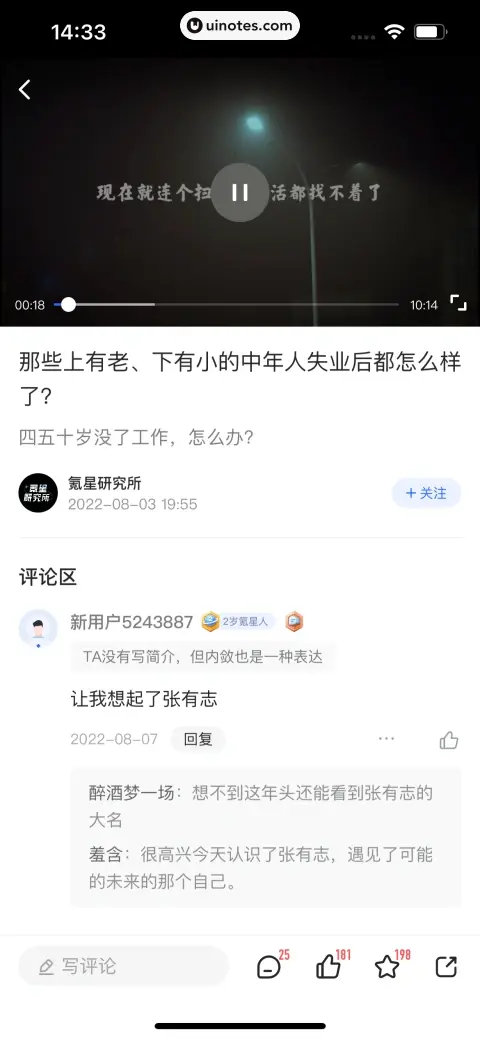 14:33
uinotes.com
现在就连个扫
活都找不着了
00:18
10:14
那些上有老、下有小的中年人失业后都怎么样
了?
四五十岁没了工作，怎么办?
氪星研究所
氪星
研究所
2022-08-03 19:55
+ 关注
评论区
新用户5243887
2岁氪星人
TA没有写简介，但内敛也是一种表达
让我想起了张有志
2022-08-07
回复
醉酒梦一场：想不到这年头还能看到张有志的
大名
羞含：很高兴今天认识了张有志，遇见了可能
的未来的那个自己。
写评论
25
181
198